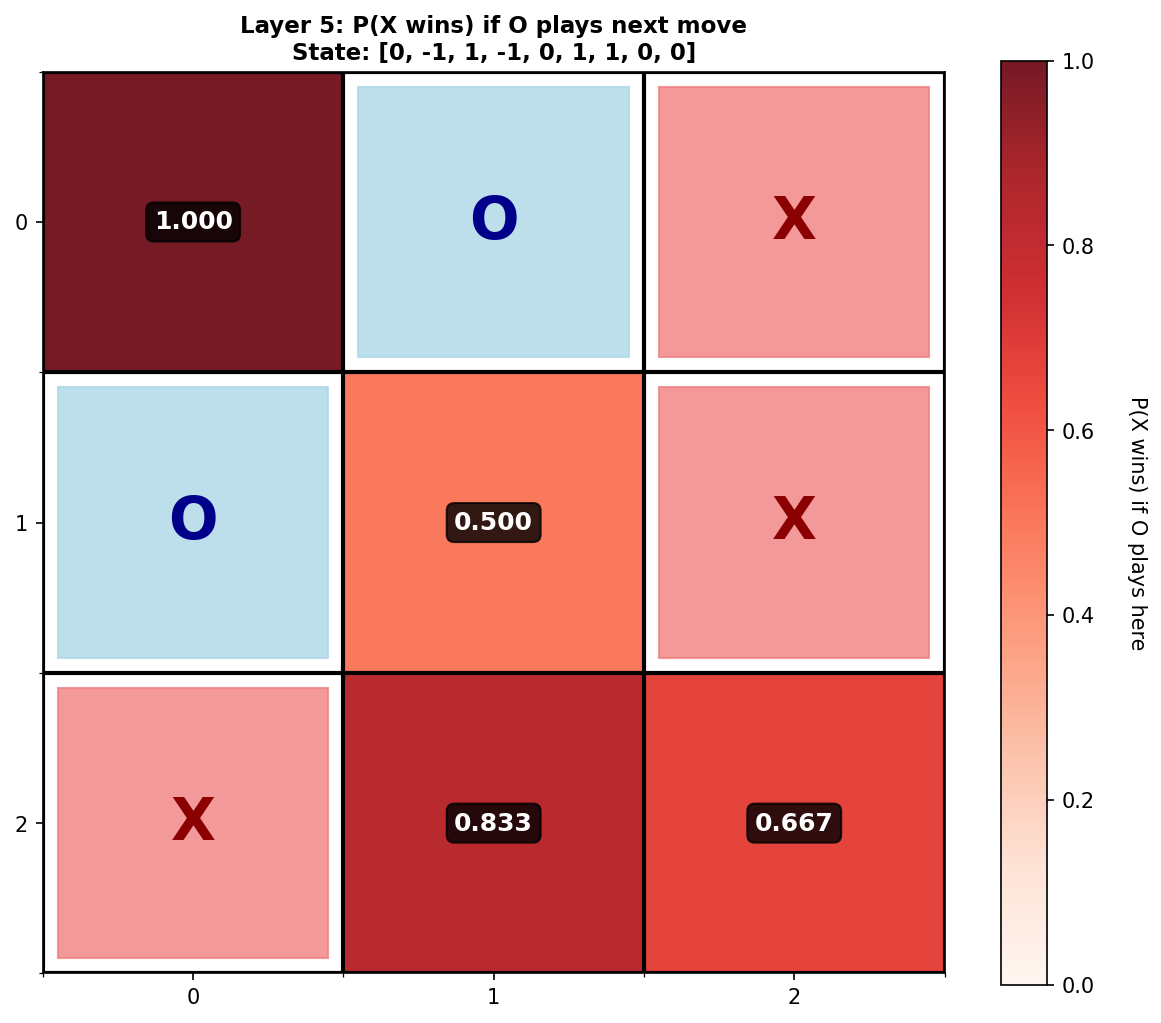 Layer 5: P(X wins) if O plays next move
State: [0, -1, 1, -1, 0, 1, 1, 0, 0]
0
1.000
O
X
1
O
0.500
X
2
X
0.833
0.667
0
1
2
1.0
0.8
0.6
0.4
0.2
0.0
P(X wins) if O plays here